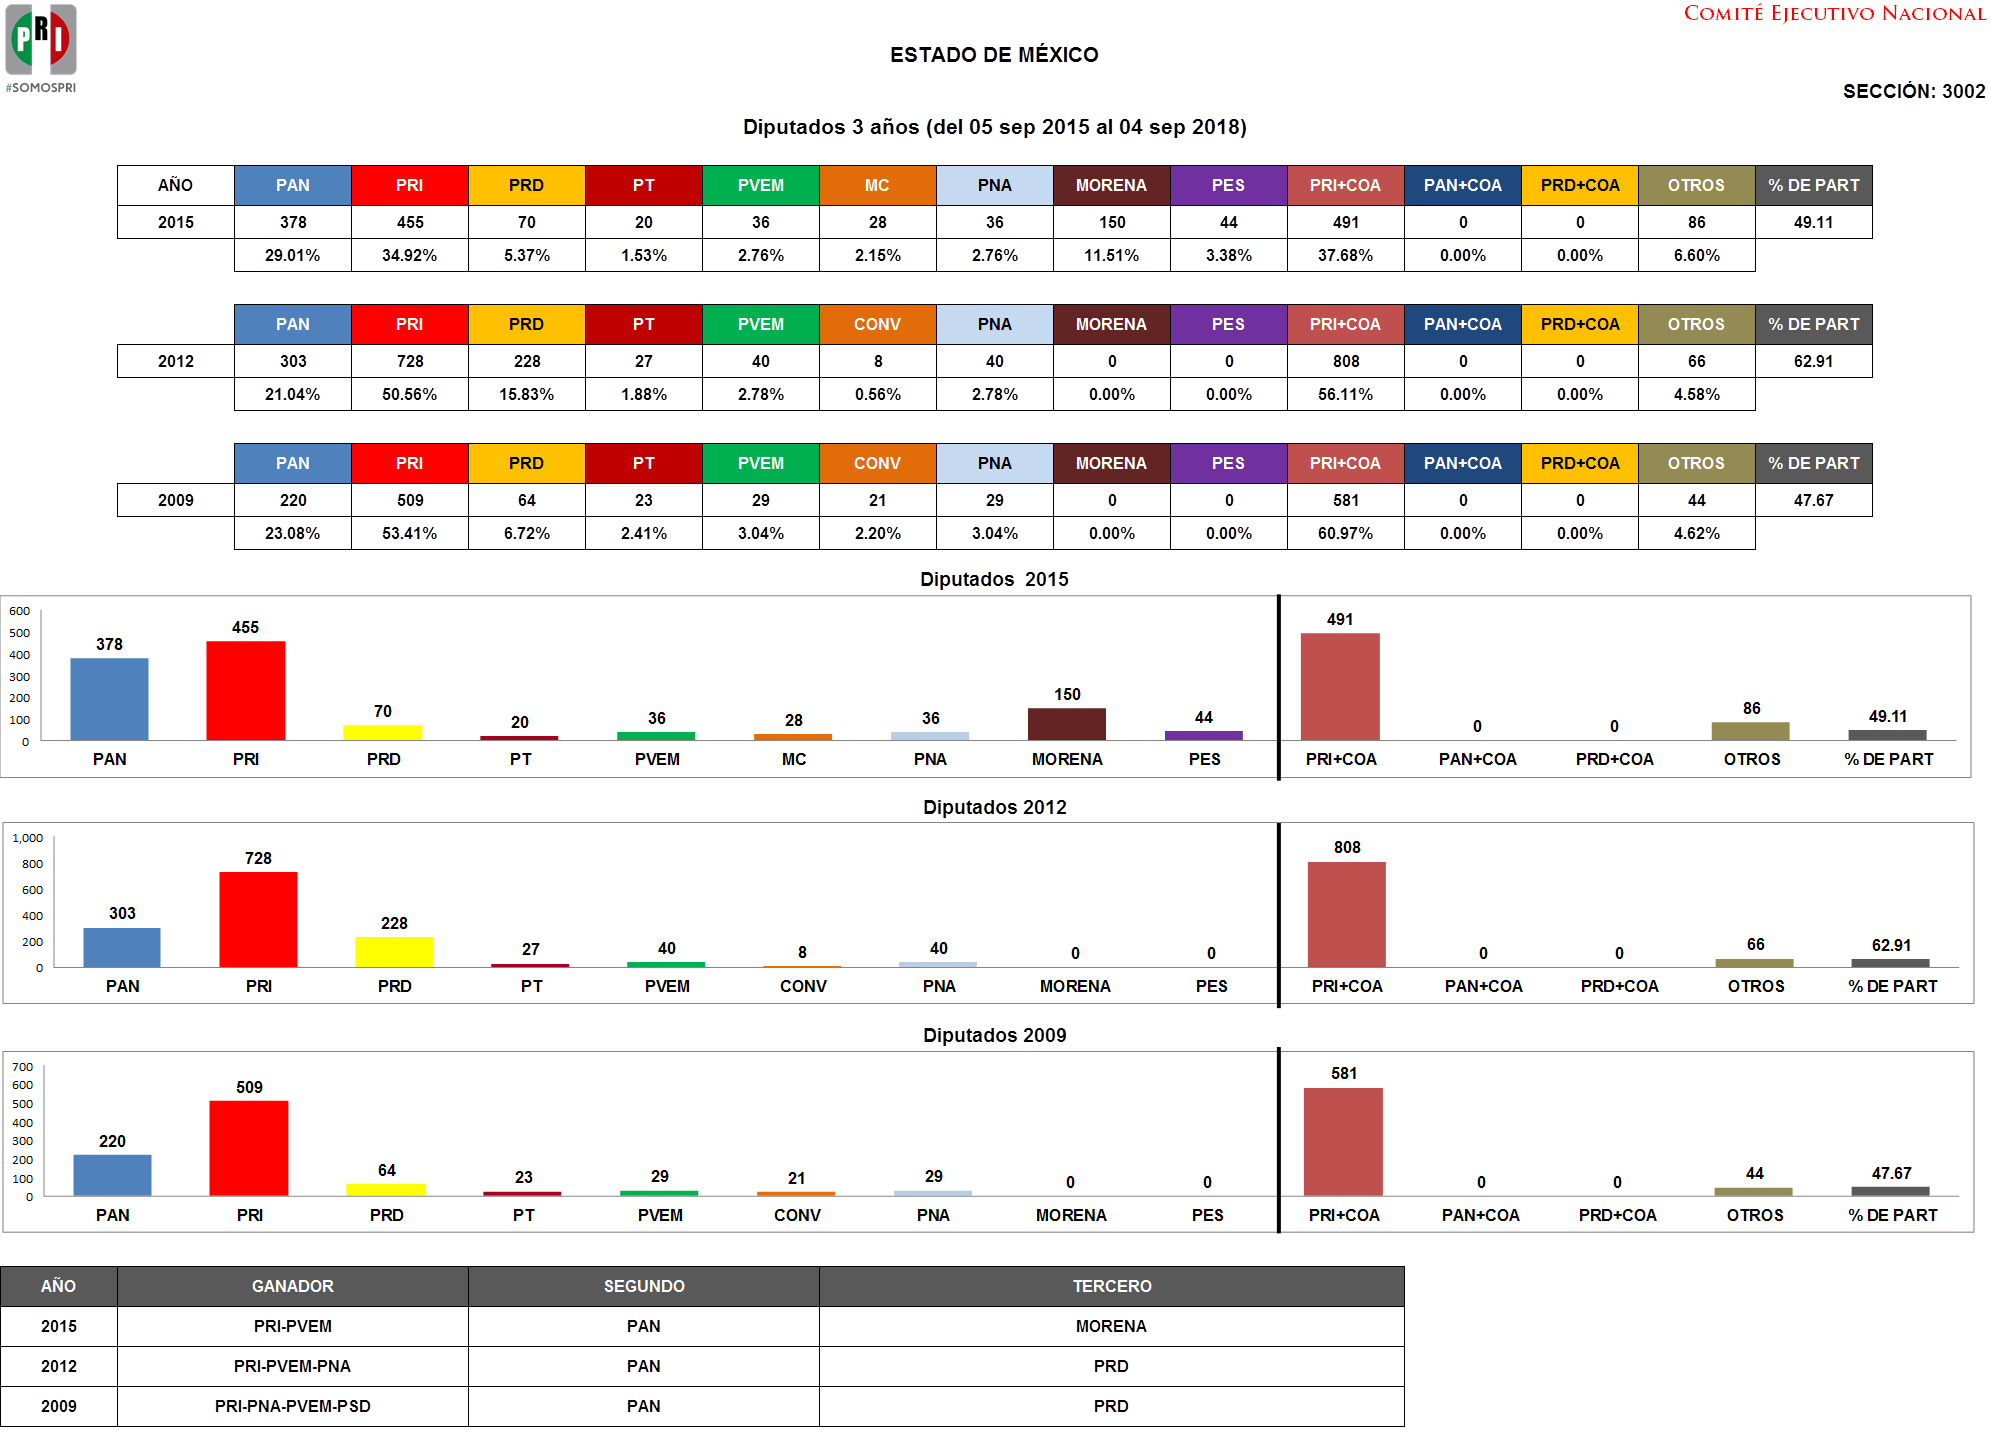 PRI
#SOMOSPRI
COMITÉ EJECUTIVO NACIONAL
ESTADO DE MÉXICO
SECCIÓN: 3002
Diputados 3 años (del 05 sep 2015 al 04 sep 2018)
AÑO PAN PRI PRD PT PVEM MC PNA MORENA PES PRI+COA PAN+COA PRD+COA OTROS % DE PART
2015 378 455 70 20 36 28 36 150 44 491 0 0 86 49.11
29.01% 34.92% 5.37% 1.53% 2.76% 2.15% 2.76% 11.51% 3.38% 37.68% 0.00% 0.00% 6.60%
PAN PRI PRD PT PVEM CONV PNA MORENA PES PRI+COA PAN+COA PRD+COA OTROS % DE PART
2012 303 728 228 27 40 8 40 0 0 808 0 0 66 62.91
21.04% 50.56% 15.83% 1.88% 2.78% 0.56% 2.78% 0.00% 0.00% 56.11% 0.00% 0.00% 4.58%
PAN PRI PRD PT PVEM CONV PNA MORENA PES PRI+COA PAN+COA PRD+COA OTROS % DE PART
2009 220 509 64 23 29 21 29 0 0 581 0 0 44 47.67
23.08% 53.41% 6.72% 2.41% 3.04% 2.20% 3.04% 0.00% 0.00% 60.97% 0.00% 0.00% 4.62%
Diputados 2015
600
500
400
300
200
100
0
378 455 70 20 36 28 36 150 44 491 0 0 86 49.11
PAN PRI PRD PT PVEM MC PNA MORENA PES PRI+COA PAN+COA PRD+COA OTROS % DE PART
Diputados 2012
1,000
800
600
400
200
0
303 728 228 27 40 8 40 0 0 808 0 0 66 62.91
PAN PRI PRD PT PVEM CONV PNA MORENA PES PRI+COA PAN+COA PRD+COA OTROS % DE PART
Diputados 2009
700
600
500
400
300
200
100
0
220 509 64 23 29 21 29 0 0 581 0 0 44 47.67
PAN PRI PRD PT PVEM CONV PNA MORENA PES PRI+COA PAN+COA PRD+COA OTROS % DE PART
AÑO GANADOR SEGUNDO TERCERO
2015 PRI-PVEM PAN MORENA
2012 PRI-PVEM-PNA PAN PRD
2009 PRI-PNA-PVEM-PSD PAN PRD